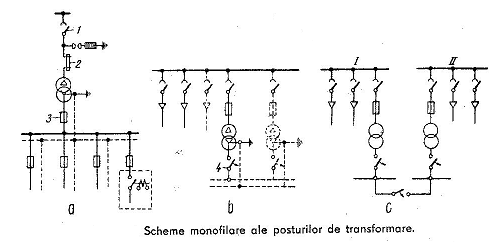 1
2
3
a
4
b
I
II
c
Scheme monofilare ale posturilor de transformare.